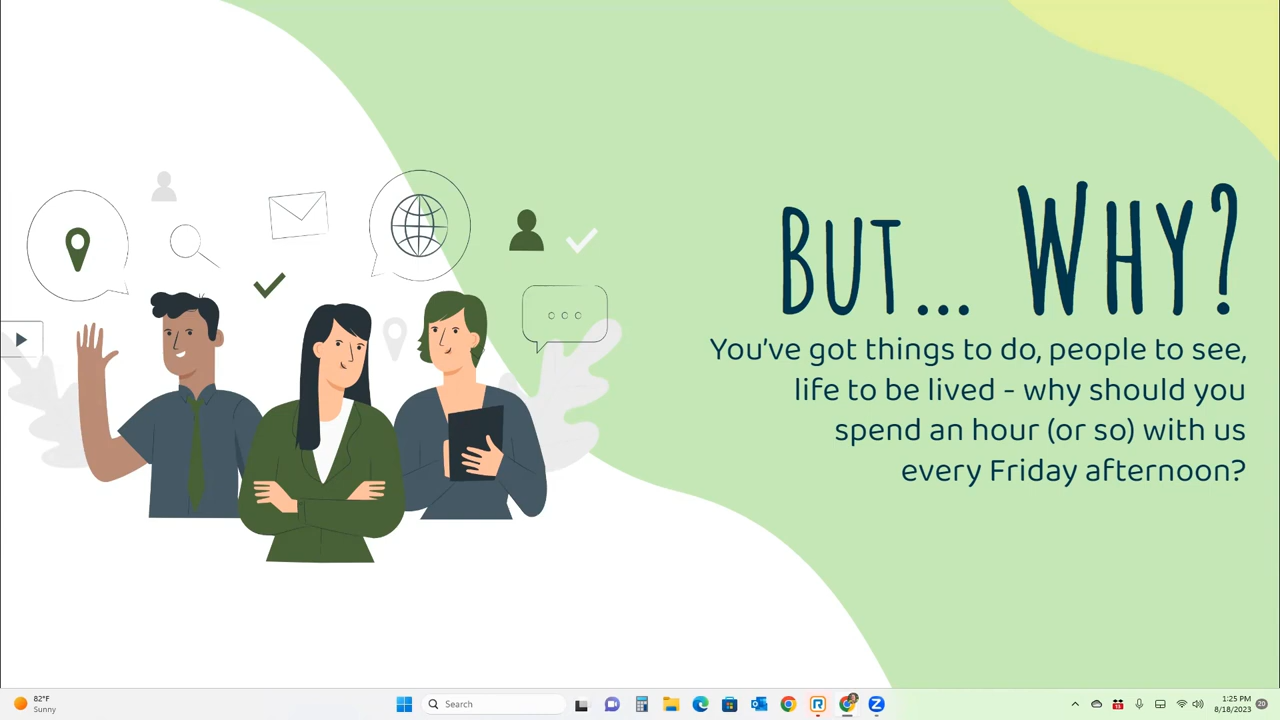 BUT... WHY?
You've got things to do, people to see,
life to be lived - why should you
spend an hour (or so) with us
every Friday afternoon?
82°F
Sunny
Search
1:25 PM
8/18/2023
20